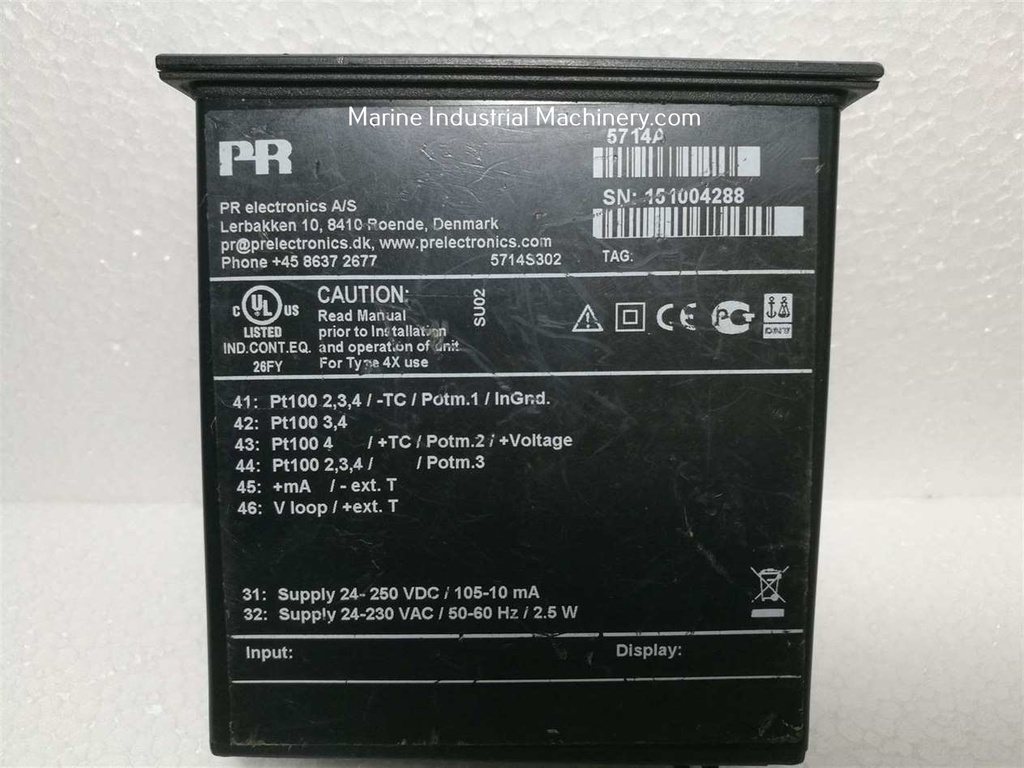 Marine Industrial Machinery.com
PR
5714A
SN: 151004288
PR electronics A/S
Lerbakken 10, 8410 Roende, Denmark
pr@prelectronics.dk, www.prelectronics.com
Phone +45 8637 2677
5714S302
TAG:
C UL US
LISTED
IND.CONT.EQ.
26FY
CAUTION:
Read Manual
prior to Installation
and operation of unit
For Type 4X use
SU02
CE
DNV
41: Pt100 2,3,4 / -TC / Potm.1 / InGnd.
42: Pt100 3,4
43: Pt100 4 / +TC / Potm.2 / +Voltage
44: Pt100 2,3,4 / / Potm.3
45: +mA / - ext. T
46: V loop / +ext. T
31: Supply 24- 250 VDC / 105-10 mA
32: Supply 24-230 VAC / 50-60 Hz / 2.5 W
Input:
Display: